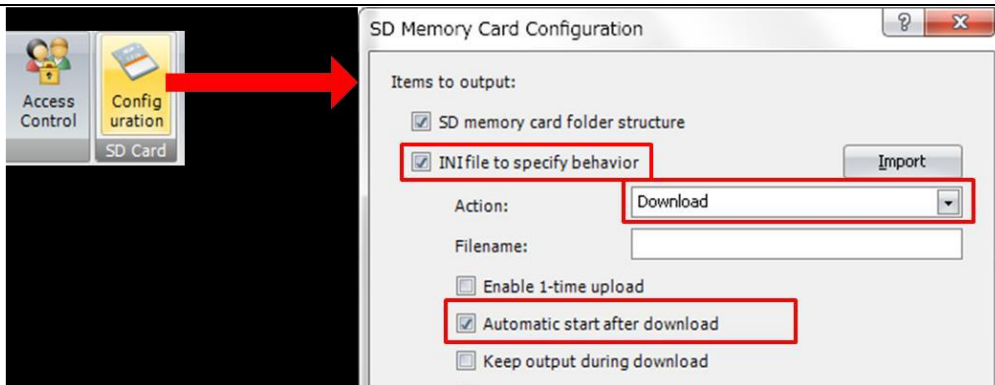 Access
Control
Config
uration
SD Card
SD Memory Card Configuration
Items to output:
SD memory card folder structure
INI file to specify behavior
Import
Action:
Download
Filename:
Enable 1-time upload
Automatic start after download
Keep output during download